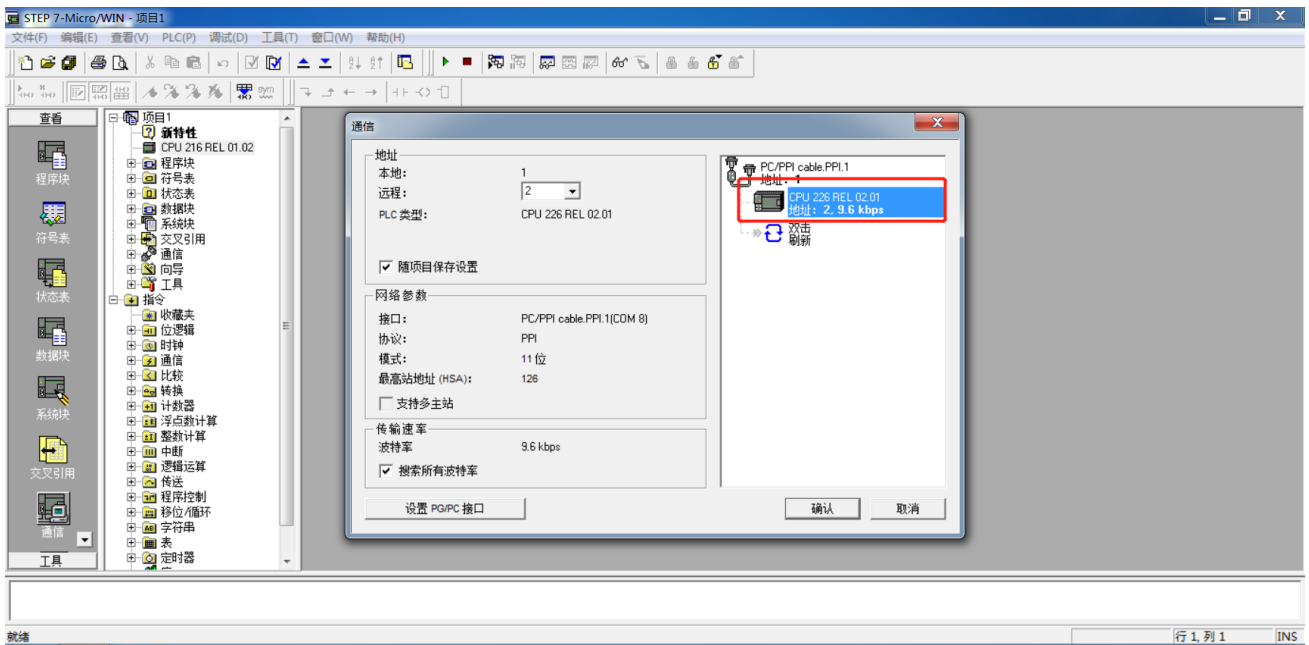 STEP 7-Micro/WIN - 项目1
文件(F) 编辑(E) 查看(V) PLC(P) 调试(D) 工具(T) 窗口(W) 帮助(H)
sym
查看
程序块
符号表
状态表
数据块
系统块
交叉引用
通信
工具
项目1
新特性
CPU 216 REL 01.02
程序块
符号表
状态表
数据块
系统块
交叉引用
通信
向导
工具
指令
收藏夹
位逻辑
时钟
通信
比较
转换
计数器
浮点数计算
整数计算
中断
逻辑运算
传送
程序控制
移位/循环
字符串
表
定时器
通信
地址
本地: 1
远程: 2
PLC 类型: CPU 226 REL 02.01
随项目保存设置
网络参数
接口: PC/PPI cable.PPI.1(COM 8)
协议: PPI
模式: 11 位
最高站地址 (HSA): 126
支持多主站
传输速率
波特率 9.6 kbps
搜索所有波特率
设置 PG/PC 接口
PC/PPI cable.PPI.1
地址: 1
CPU 226 REL 02.01
地址: 2, 9.6 kbps
双击
刷新
确认 取消
就绪 行 1, 列 1 INS